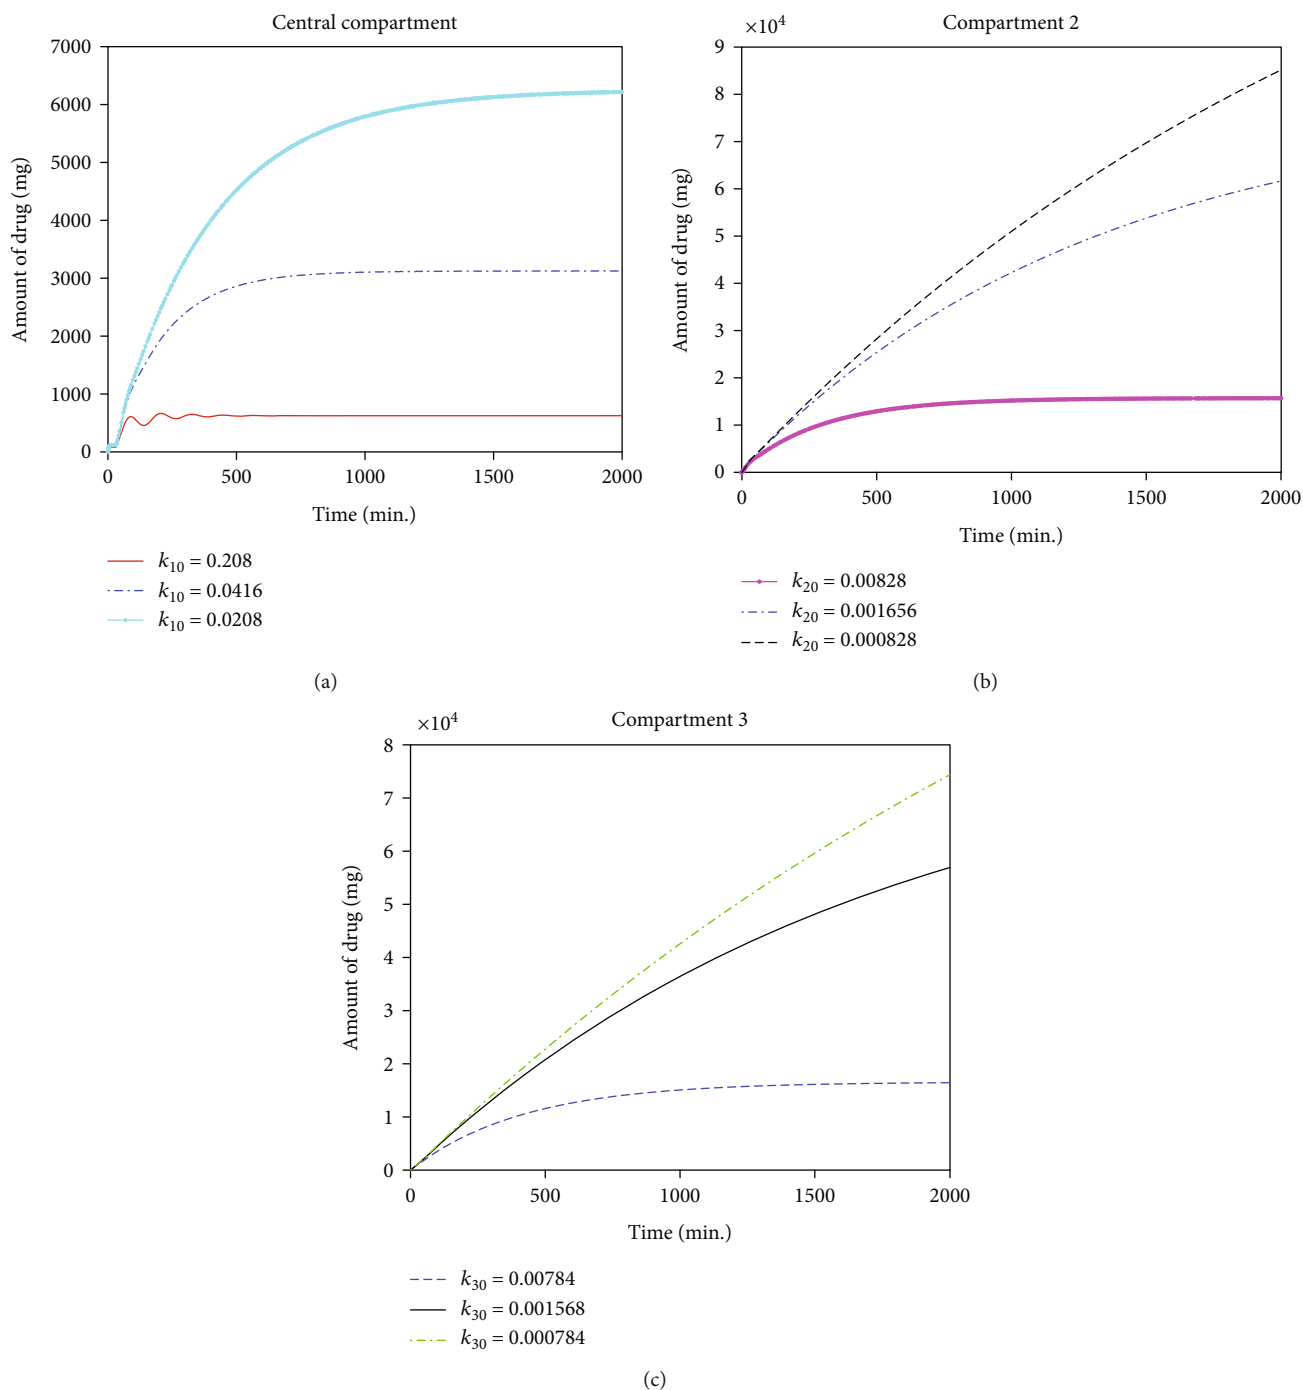 Central compartment
7000
6000
5000
4000
3000
2000
1000
0
Amount of drug (mg)
0 500 1000 1500 2000
Time (min.)
k10 = 0.208
k10 = 0.0416
k10 = 0.0208
(a)
×10^4 Compartment 2
9
8
7
6
5
4
3
2
1
0
Amount of drug (mg)
0 500 1000 1500 2000
Time (min.)
k20 = 0.00828
k20 = 0.001656
k20 = 0.000828
(b)
×10^4 Compartment 3
8
7
6
5
4
3
2
1
0
Amount of drug (mg)
0 500 1000 1500 2000
Time (min.)
k30 = 0.00784
k30 = 0.001568
k30 = 0.000784
(c)